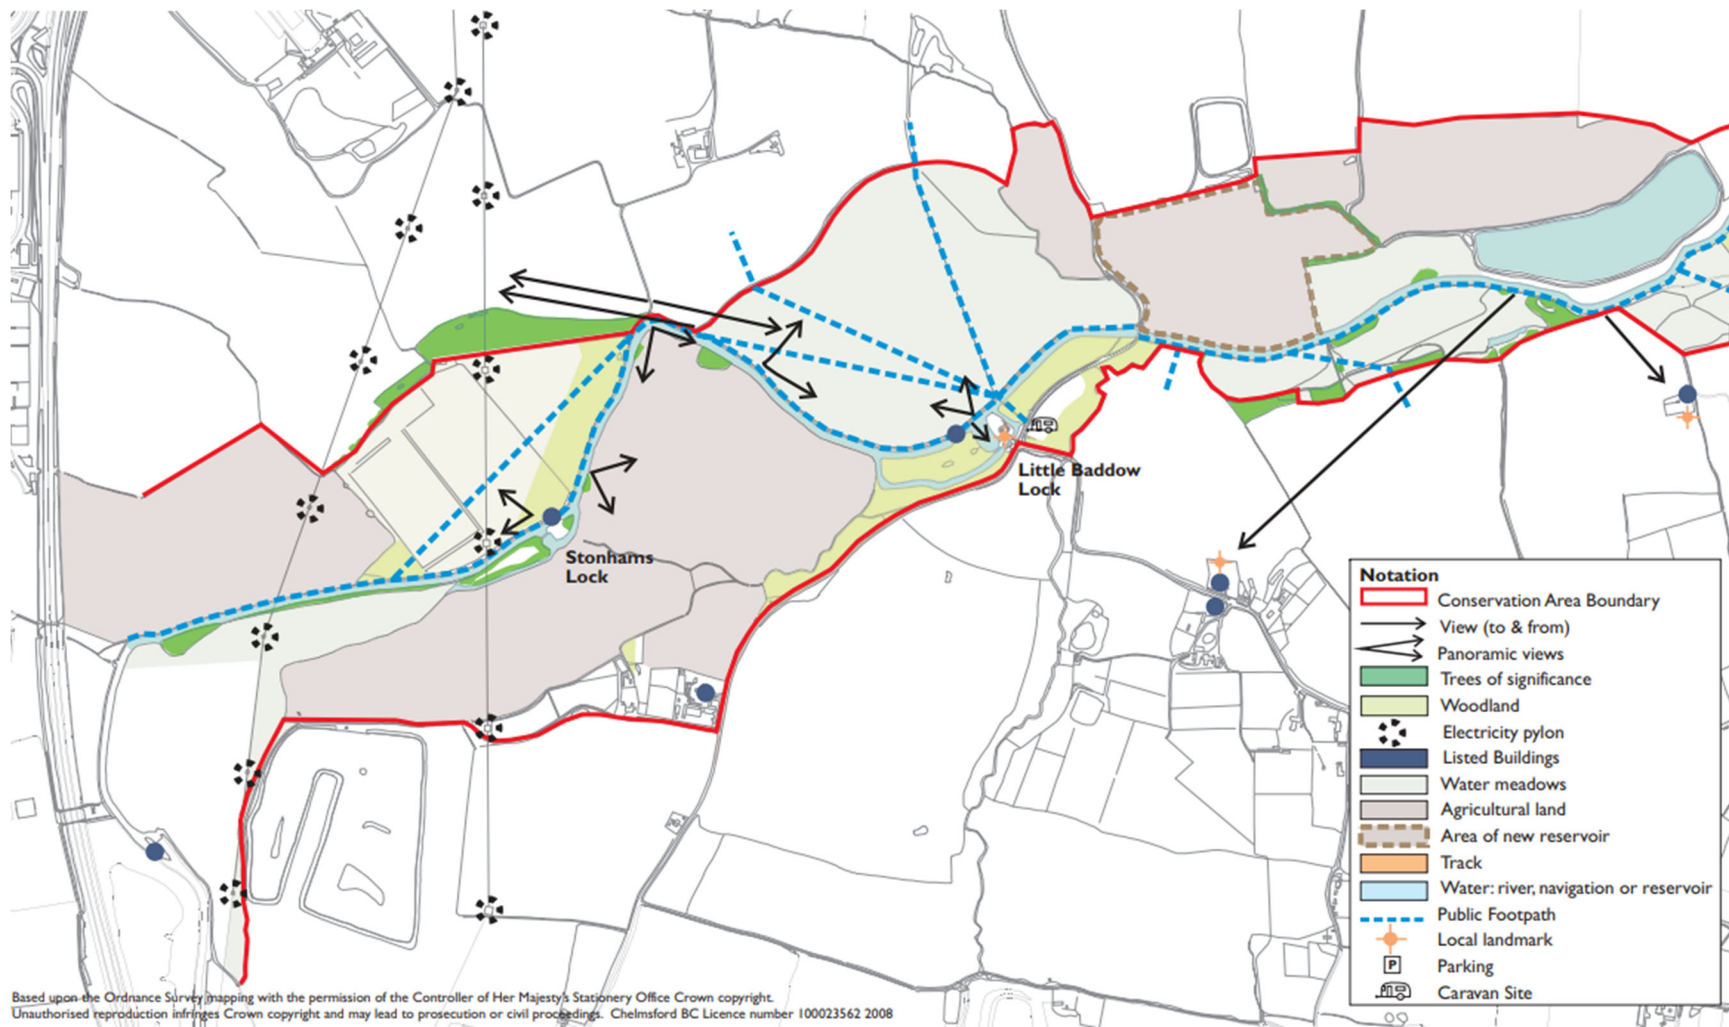 Stonhams
Lock
Little Baddow
Lock
Notation
Conservation Area Boundary
View (to & from)
Panoramic views
Trees of significance
Woodland
Electricity pylon
Listed Buildings
Water meadows
Agricultural land
Area of new reservoir
Track
Water: river, navigation or reservoir
Public Footpath
Local landmark
P Parking
Caravan Site
Based upon the Ordnance Survey mapping with the permission of the Controller of Her Majesty's Stationery Office Crown copyright.
Unauthorised reproduction infringes Crown copyright and may lead to prosecution or civil proceedings. Chelmsford BC Licence number 100023562 2008